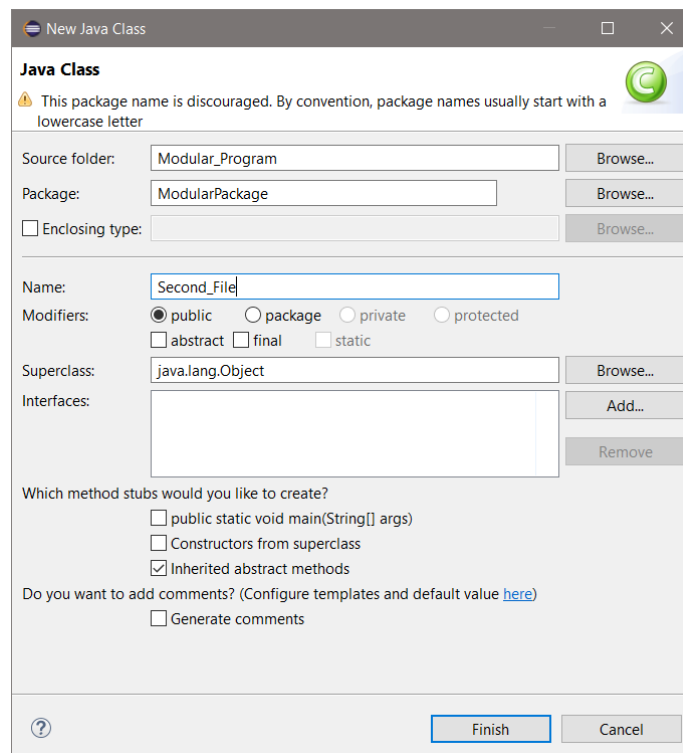 New Java Class
Java Class
This package name is discouraged. By convention, package names usually start with a
lowercase letter
Source folder: Modular_Program Browse...
Package: ModularPackage Browse...
Enclosing type: Browse...
Name: Second_File
Modifiers: public package private protected
abstract final static
Superclass: java.lang.Object Browse...
Interfaces: Add...
Remove
Which method stubs would you like to create?
public static void main(String[] args)
Constructors from superclass
Inherited abstract methods
Do you want to add comments? (Configure templates and default value here)
Generate comments
? Finish Cancel